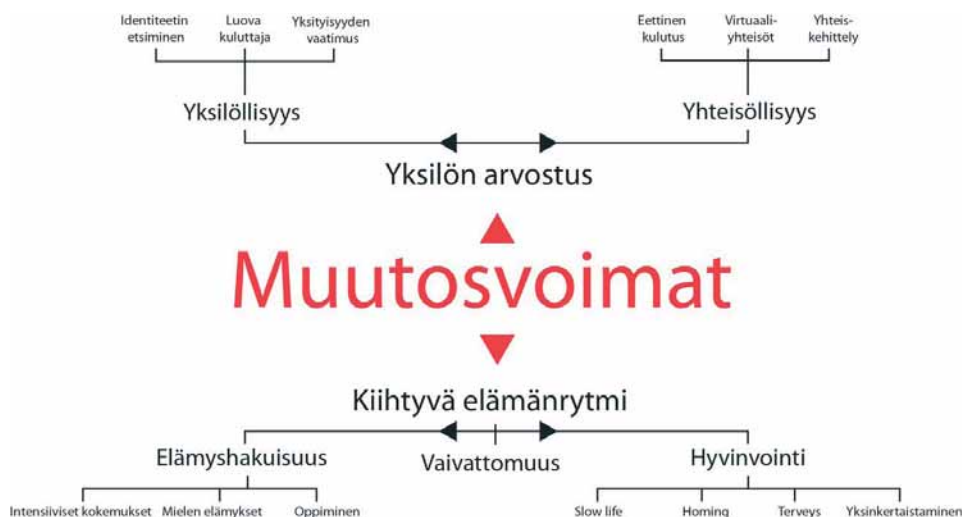 Identiteetin
etsiminen
Luova
kuluttaja
Yksityisyyden
vaatimus
Eettinen
kulutus
Virtuaali-
yhteisöt
Yhteis-
kehittely
Yksilöllisyys
Yhteisöllisyys
Yksilön arvostus
Muutosvoimat
Kiihtyvä elämänrytmi
Elämyshakuisuus
Vaivattomuus
Hyvinvointi
Intensiiviset kokemukset
Mielen elämykset
Oppiminen
Slow life
Homing
Terveys
Yksinkertaistaminen